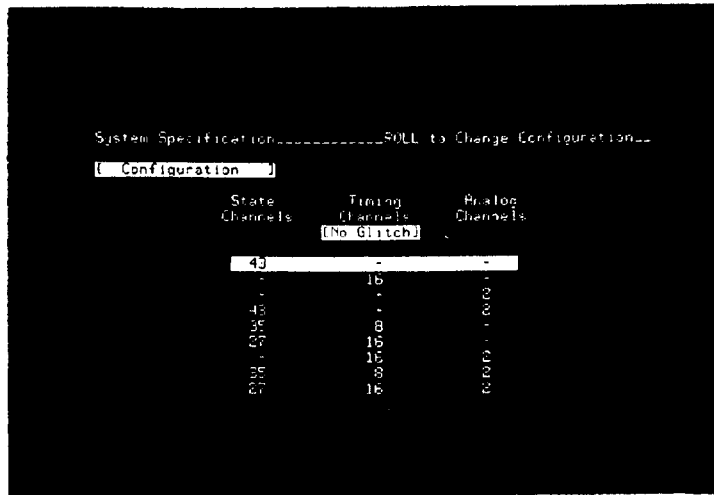 System Specification____________ROLL to Change Configuration__
[ Configuration ]
State Timing Analog
Channels Channels Channels
[No Glitch]
43 - -
- 16 -
- - 2
43 - 2
35 8 -
27 16 -
- 16 2
35 8 2
27 16 2